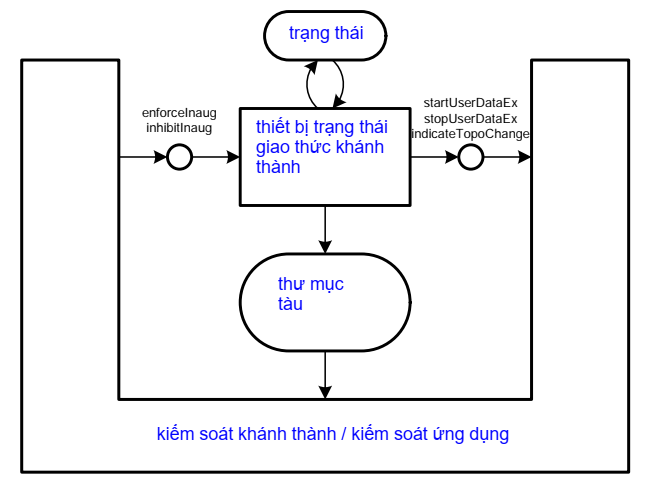 trạng thái
enforceInaug
inhibitInaug
thiết bị trạng thái
giao thức khánh
thành
startUserDataEx
stopUserDataEx
indicateTopoChange
thư mục
tàu
kiểm soát khánh thành / kiểm soát ứng dụng